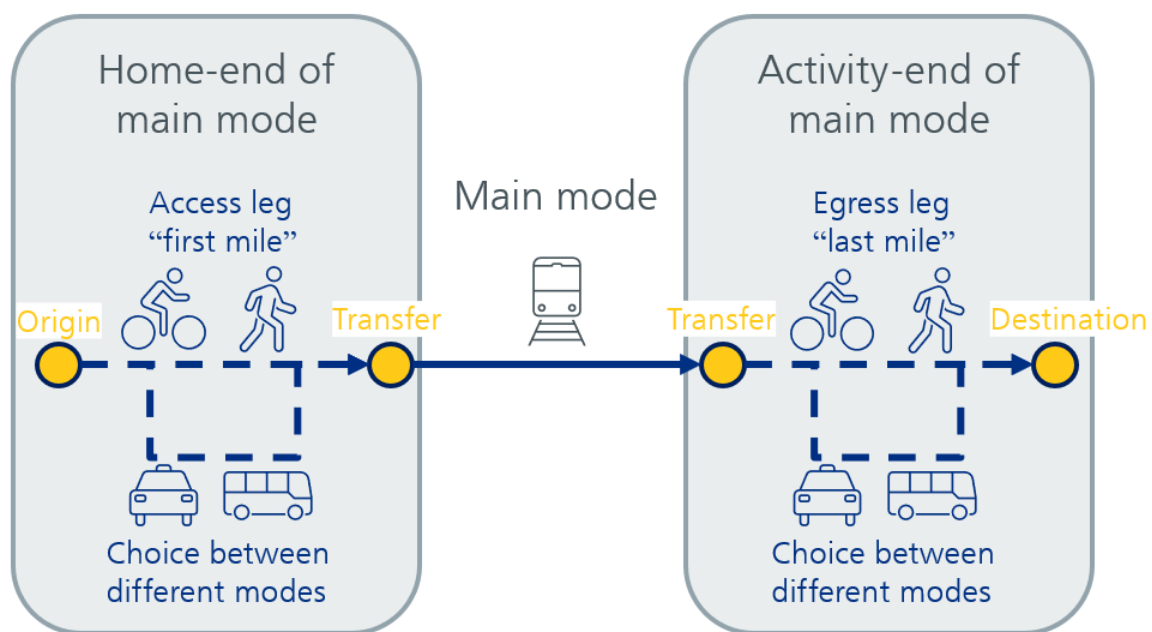 Home-end of
main mode
Access leg
“first mile”
Origin
Transfer
Choice between
different modes
Main mode
Activity-end of
main mode
Egress leg
“last mile”
Transfer
Destination
Choice between
different modes